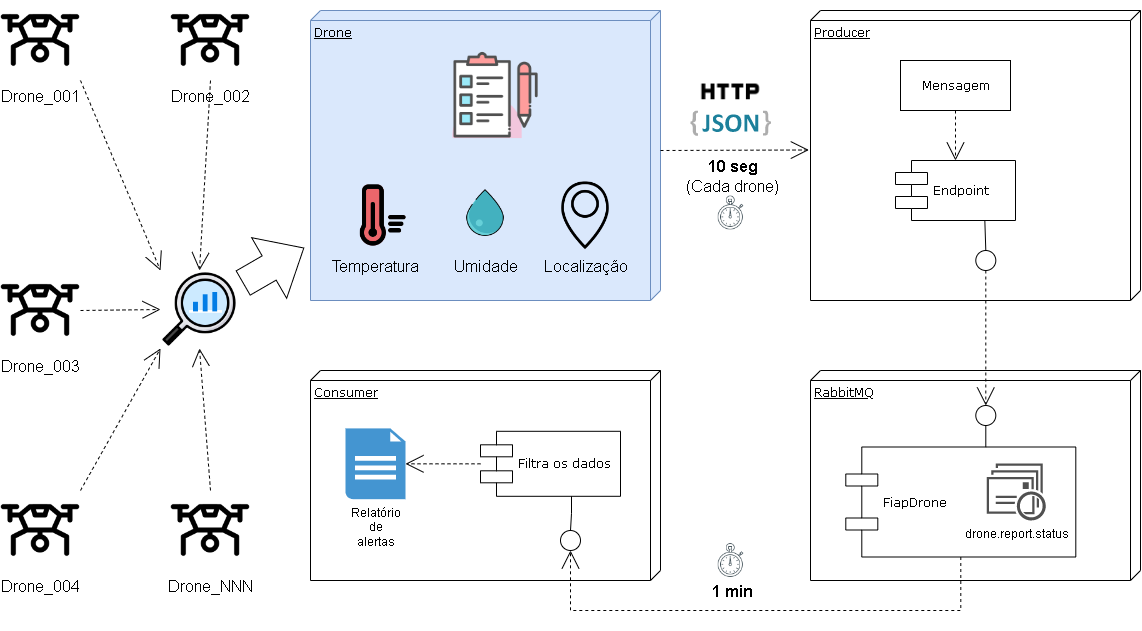 Drone_001
Drone_002
Drone_003
Drone_004
Drone_NNN
Drone
Temperatura
Umidade
Localização
HTTP
{JSON}
10 seg
(Cada drone)
Producer
Mensagem
Endpoint
Consumer
Relatório
de
alertas
Filtra os dados
1 min
RabbitMQ
FiapDrone
drone.report.status